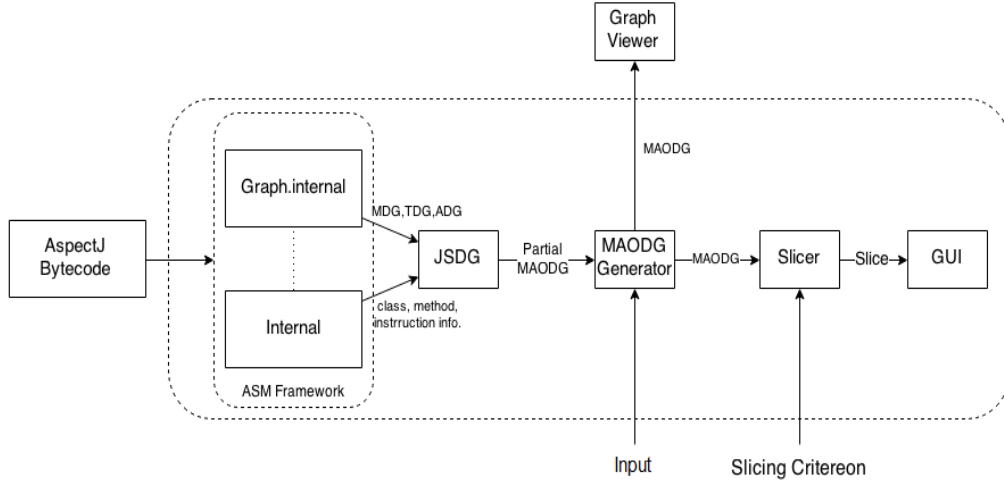 Graph
Viewer
MAODG
Graph.internal
MDG,TDG,ADG
AspectJ
Bytecode
JSDG
Partial
MAODG
MAODG
Generator
MAODG
Slicer
Slice
GUI
Internal
class, method,
instrruction info.
ASM Framework
Input
Slicing Critereon